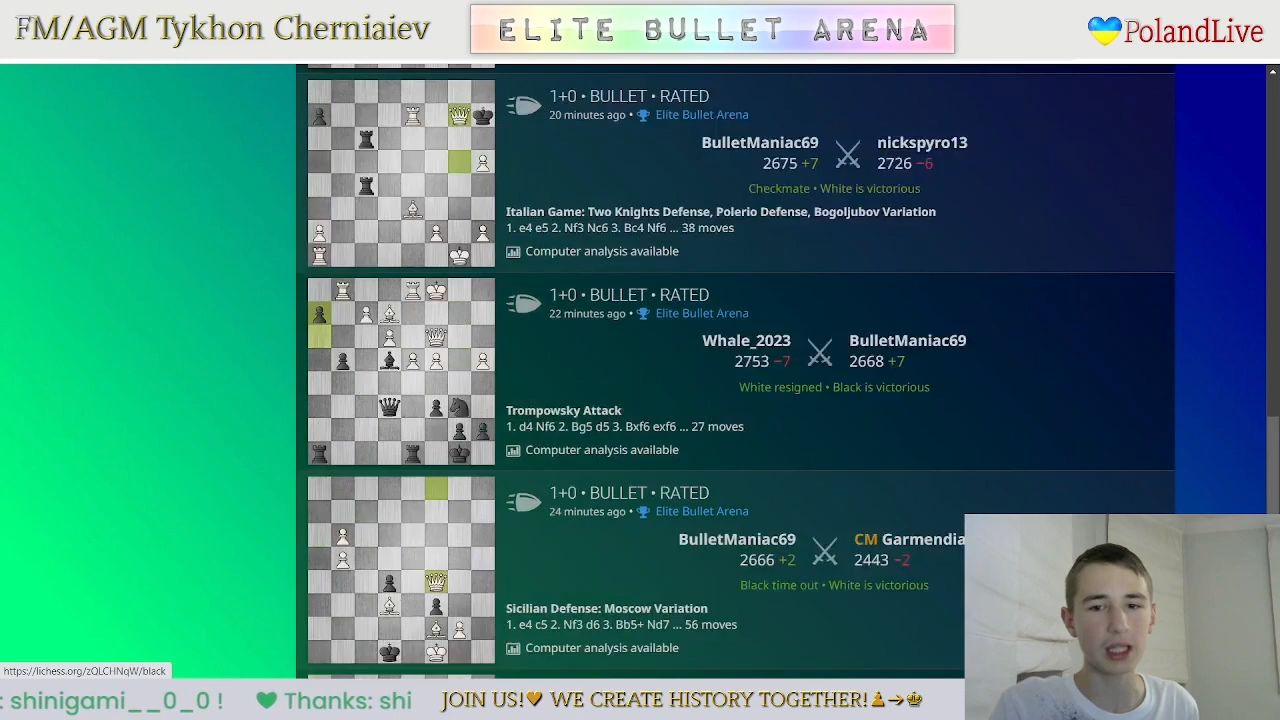 FM/AGM Tykhon Cherniaiev
ELITE BULLET ARENA
PolandLive
1+0 • BULLET • RATED
20 minutes ago • Elite Bullet Arena
BulletManiac69 nickspyro13
2675 +7 2726 −6
Checkmate • White is victorious
Italian Game: Two Knights Defense, Polerio Defense, Bogoljubov Variation
1. e4 e5 2. Nf3 Nc6 3. Bc4 Nf6 ... 38 moves
Computer analysis available
1+0 • BULLET • RATED
22 minutes ago • Elite Bullet Arena
Whale_2023 BulletManiac69
2753 −7 2668 +7
White resigned • Black is victorious
Trompowsky Attack
1. d4 Nf6 2. Bg5 d5 3. Bxf6 exf6 ... 27 moves
Computer analysis available
1+0 • BULLET • RATED
24 minutes ago • Elite Bullet Arena
BulletManiac69 CM Garmendia
2666 +2 2443 −2
Black time out • White is victorious
Sicilian Defense: Moscow Variation
1. e4 c5 2. Nf3 d6 3. Bb5+ Nd7 ... 56 moves
Computer analysis available
https://lichess.org/zQLCHNqW/black
: shinigami__0_0 ! Thanks: shi
JOIN US! WE CREATE HISTORY TOGETHER!